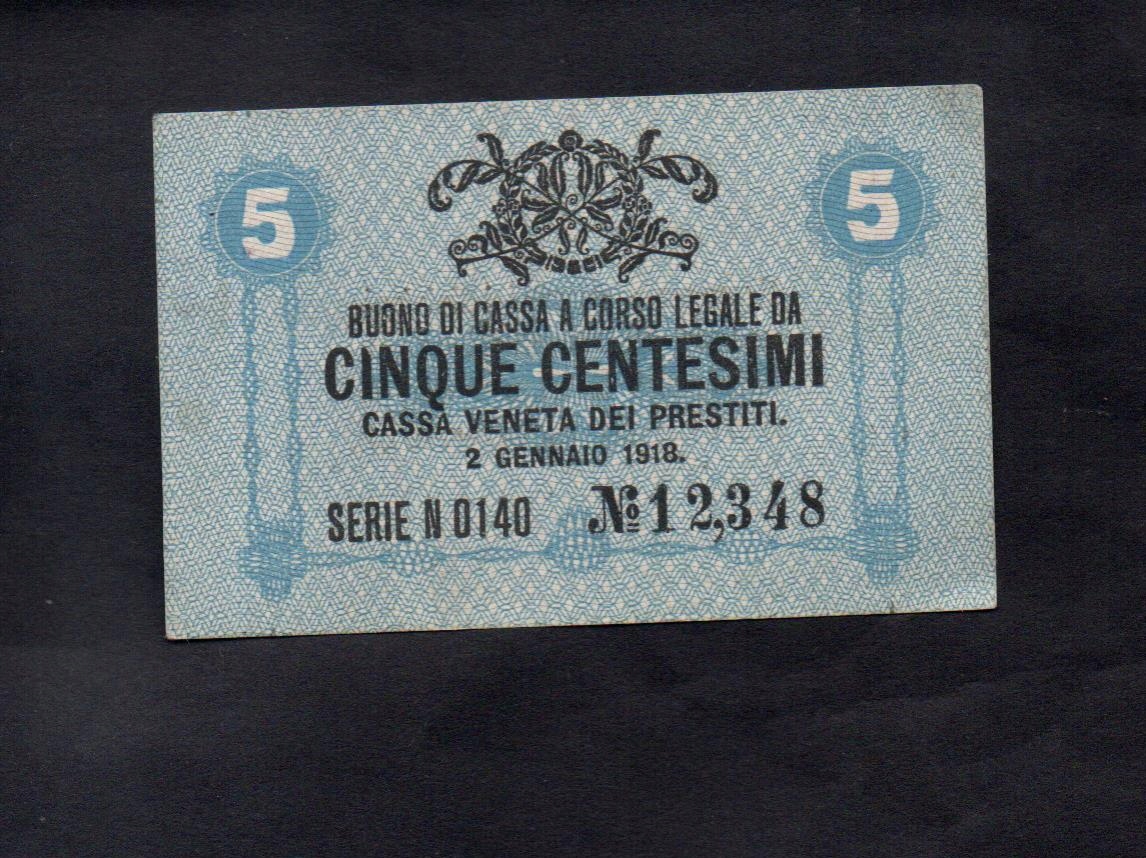 5 5
BUONO DI CASSA A CORSO LEGALE DA
CINQUE CENTESIMI
CASSA VENETA DEI PRESTITI.
2 GENNAIO 1918.
SERIE N 0140 No 12,348